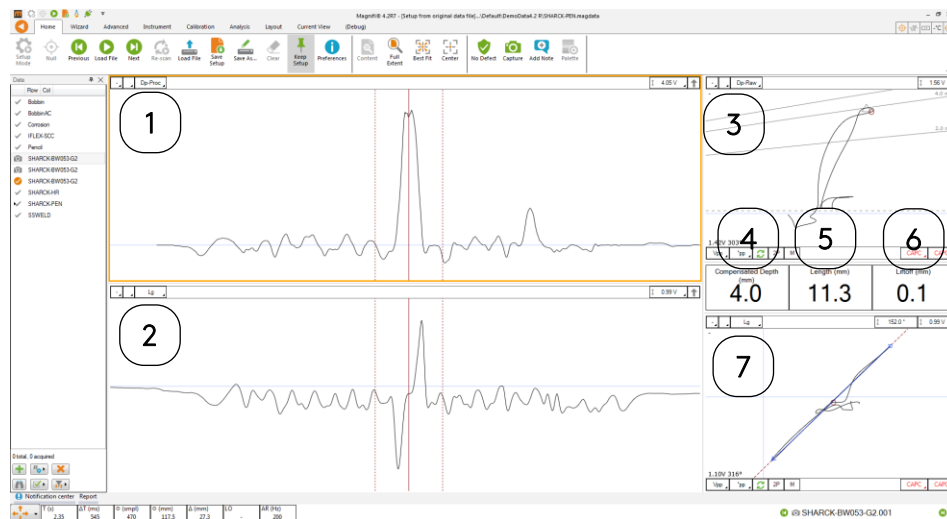 Magnifi® 4.2R7 - [Setup from original data file]...\Default\DemoData4.2 R\SHARCK-PEN.magdata
Home Wizard Advanced Instrument Calibration Analysis Layout Current View (Debug)
Setup Mode Null Previous Load File Next Re-scan Load File Save Setup Save As... Clear Keep Setup Preferences Content Full Extent Best Fit Center No Defect Capture Add Note Palette
Data
Row Col
Bobbin
BobbinAC
Corrosion
IFLEX-SCC
Pencil
SHARCK-BW053-G2
SHARCK-BW053-G2
SHARCK-BW053-G2
SHARCK-HR
SHARCK-PEN
SSWELD
0 total, 0 acquired
Dp-Proc 4.05 V
1
Lg 0.99 V
2
Dp-Raw 1.56 V
3
4 5 6
1.42V 303°
Vpp 2P M CAPC
Compensated Depth (mm) Length (mm) Liftoff (mm)
4.0 11.3 0.1
Lg 152.0 ° 0.99 V
7
1.10V 316°
Vpp 2P M CAPC
Notification center Report
T (s) ΔT (ms) Θ (smpl) Θ (mm) Δ (mm) LO AR (Hz)
2.35 545 470 117.5 27.3 - 200
SHARCK-BW053-G2 001